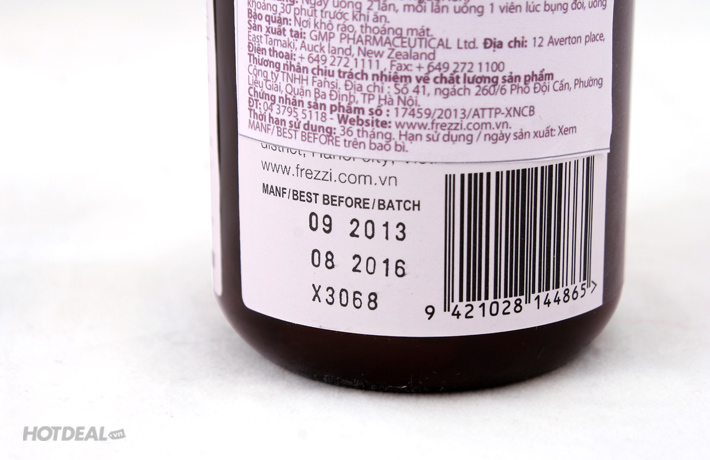 Ngày uống 2 lần, mỗi lần uống 1 viên lúc bụng đói, uống
khoảng 30 phút trước khi ăn.
Bảo quản: Nơi khô ráo, thoáng mát.
Sản xuất tại: GMP PHARMACEUTICAL Ltd. Địa chỉ: 12 Averton place,
East Tamaki, Auck land, New Zealand
Điện thoại: +649 272 1111, Fax: +649 272 1100
Thương nhân chịu trách nhiệm về chất lượng sản phẩm
Công ty TNHH Fansi, Địa chỉ: Số 41, ngách 260/6 Phố Đội Cấn, Phường
Liễu Giai, Quận Ba Đình, TP Hà Nội.
Chứng nhận sản phẩm số: 17459/2013/ATTP-XNCB
ĐT: 04 3795 5118 - Website: www.frezzi.com.vn.
Thời hạn sử dụng: 36 tháng. Hạn sử dụng / ngày sản xuất: Xem
MANF/BEST BEFORE trên bao bì.
www.frezzi.com.vn
MANF/BEST BEFORE/BATCH
09 2013
08 2016
X3068
9 421028 144865>
HOTDEAL.vn